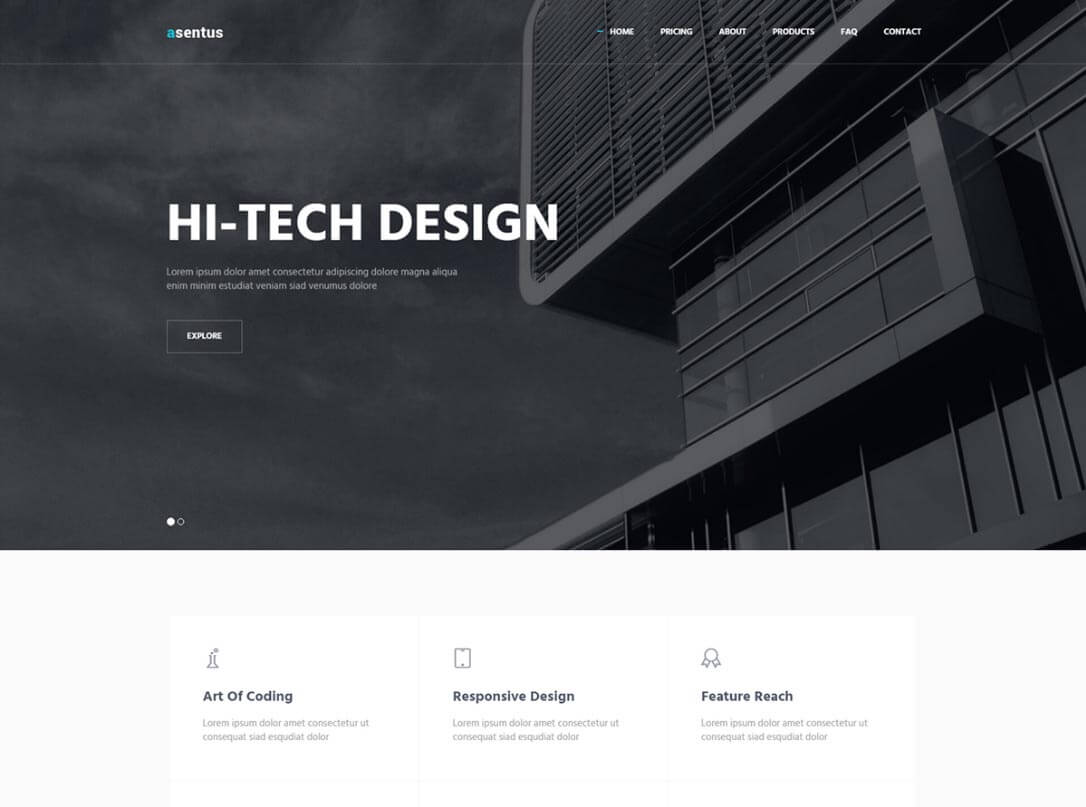 asentus
HOME PRICING ABOUT PRODUCTS FAQ CONTACT
HI-TECH DESIGN
Lorem ipsum dolor amet consectetur adipiscing dolore magna aliqua
enim minim estudiat veniam siad venumus dolore
EXPLORE
Art Of Coding
Lorem ipsum dolor amet consectetur ut
consequat siad esqudiat dolor
Responsive Design
Lorem ipsum dolor amet consectetur ut
consequat siad esqudiat dolor
Feature Reach
Lorem ipsum dolor amet consectetur ut
consequat siad esqudiat dolor